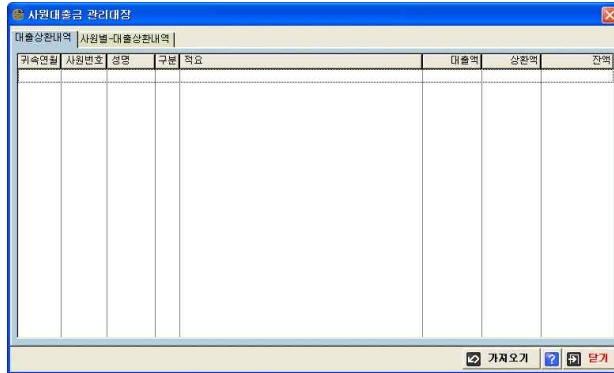 사원대출금 관리대장
대출상환내역 사원별-대출상환내역
귀속연월 사원번호 성명 구분 적요 대출액 상환액 잔액
가져오기 ? 닫기